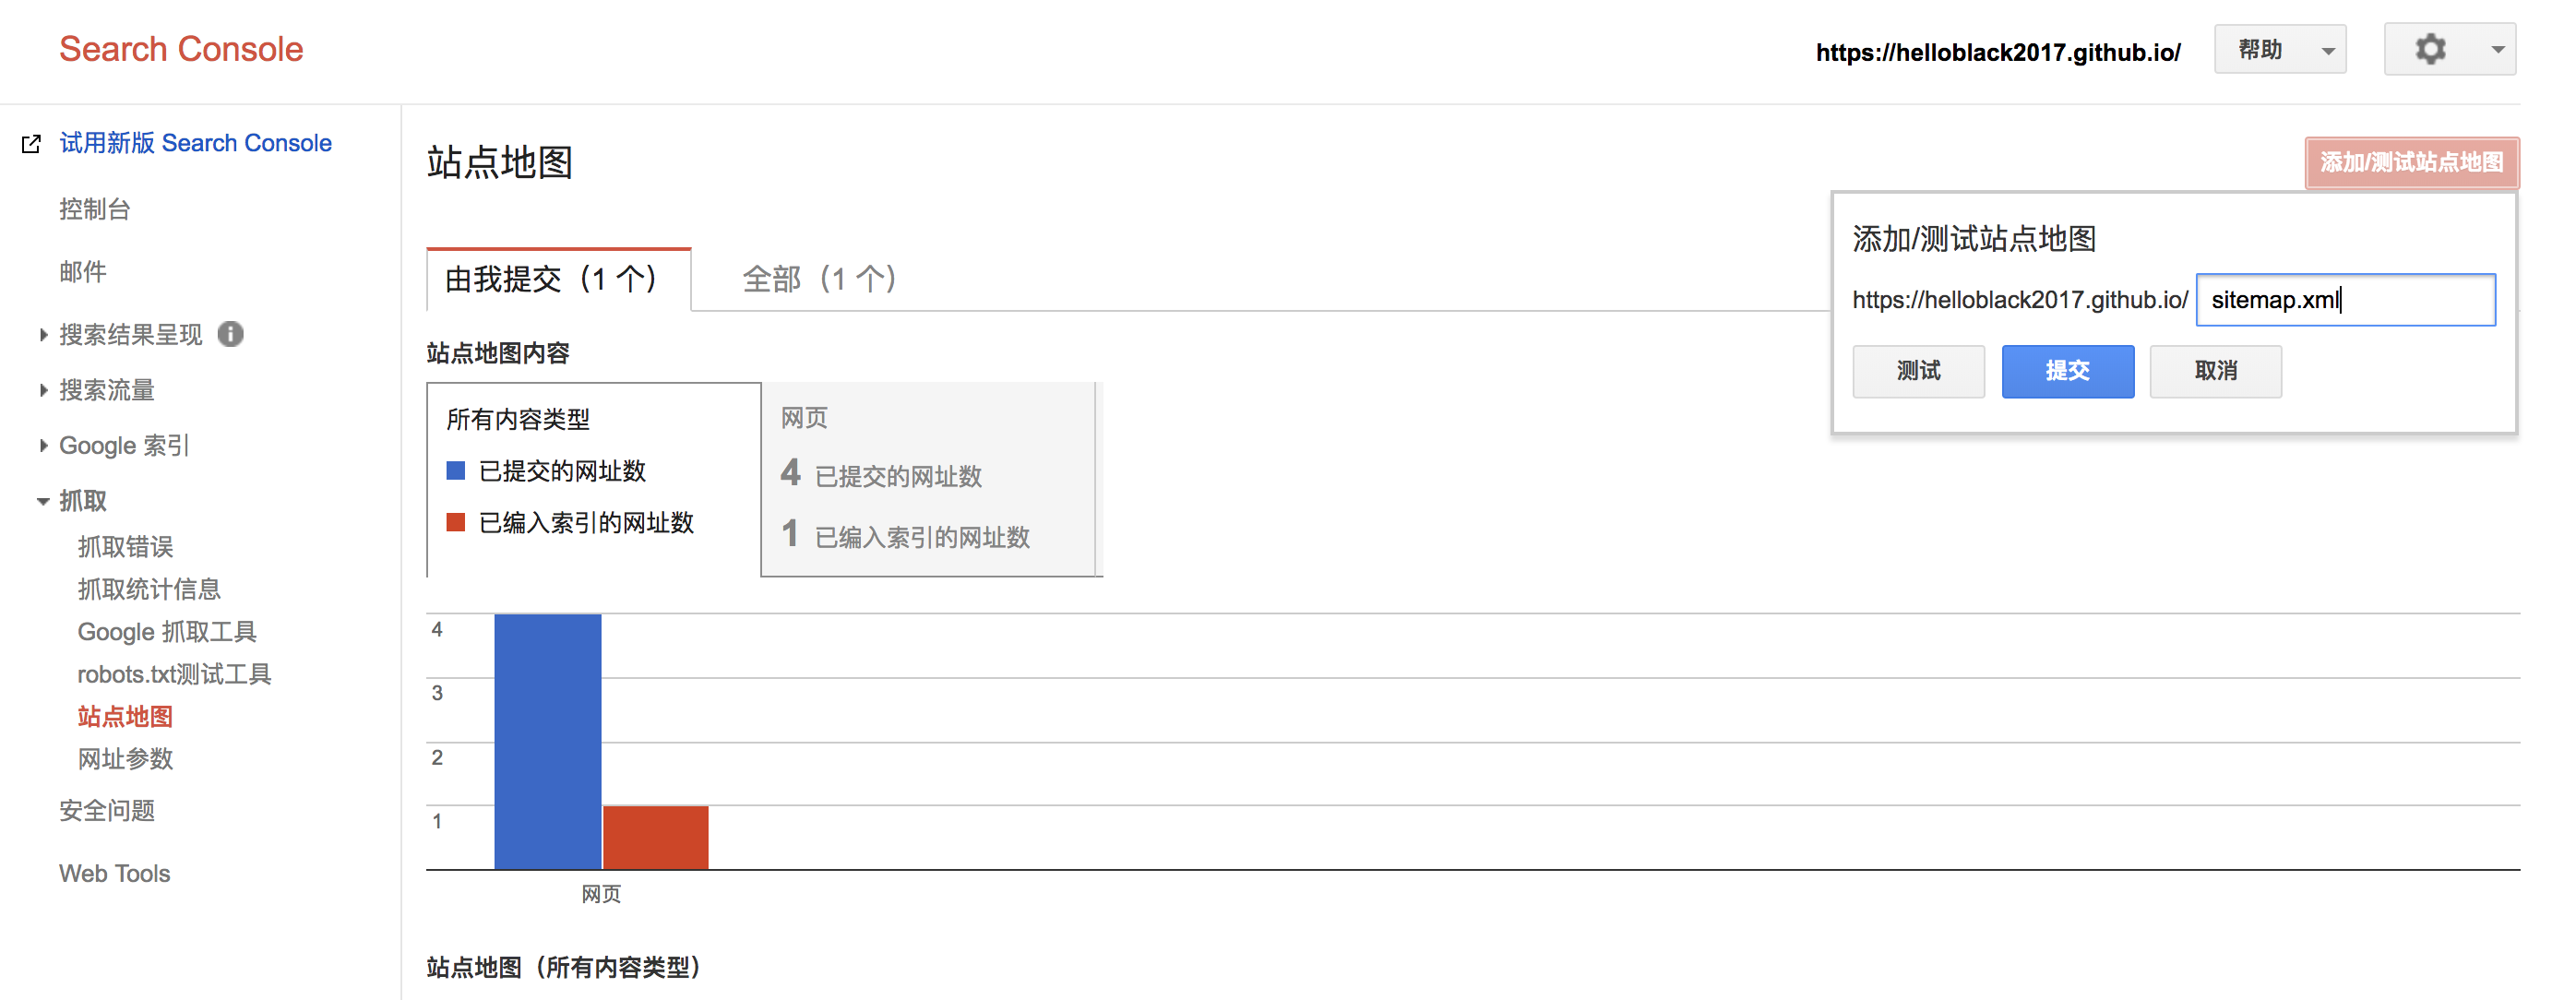 Search Console
https://helloblack2017.github.io/
帮助
试用新版 Search Console
控制台
邮件
搜索结果呈现
搜索流量
Google 索引
抓取
抓取错误
抓取统计信息
Google 抓取工具
robots.txt测试工具
站点地图
网址参数
安全问题
Web Tools
站点地图
添加/测试站点地图
添加/测试站点地图
https://helloblack2017.github.io/ sitemap.xml
测试 提交 取消
由我提交（1 个） 全部（1 个）
站点地图内容
所有内容类型
已提交的网址数
已编入索引的网址数
网页
4 已提交的网址数
1 已编入索引的网址数
4
3
2
1
网页
站点地图（所有内容类型）